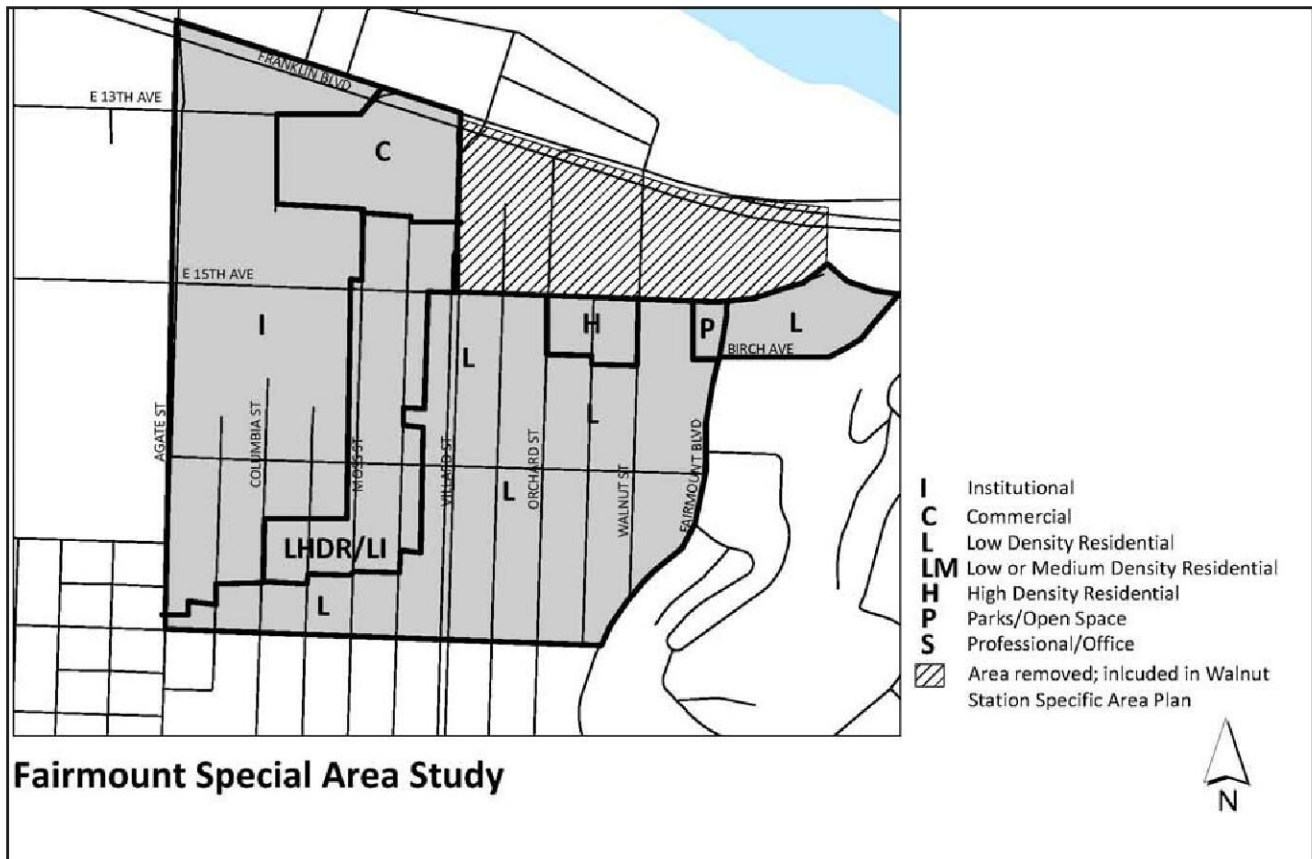 FRANKLIN BLVD
E 13TH AVE
C
E 15TH AVE
I
H
P
L
L
BIRCH AVE
L
AGATE ST
COLUMBIA ST
MOSS ST
VILLARD ST
L
ORCHARD ST
WALNUT ST
FAIRMOUNT BLVD
LHDR/LI
L
I Institutional
C Commercial
L Low Density Residential
LM Low or Medium Density Residential
H High Density Residential
P Parks/Open Space
S Professional/Office
Area removed; inlcuded in Walnut
Station Specific Area Plan
Fairmount Special Area Study
N